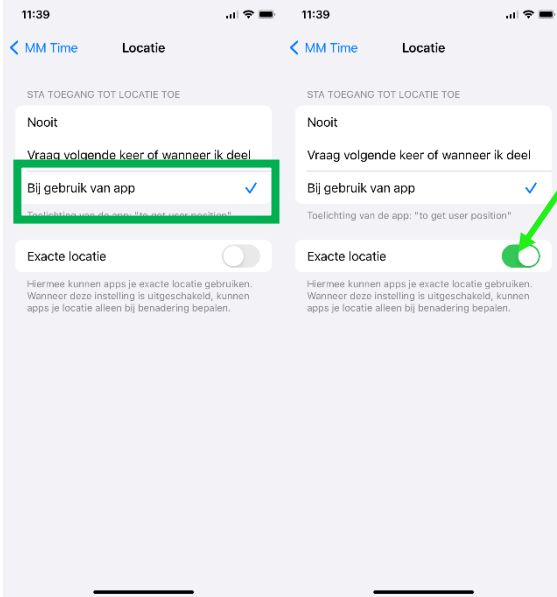 11:39
MM Time
Locatie
STA TOEGANG TOT LOCATIE TOE
Nooit
Vraag volgende keer of wanneer ik deel
Bij gebruik van app
Toelichting van de app: "to get user position"
Exacte locatie
Hiermee kunnen apps je exacte locatie gebruiken.
Wanneer deze instelling is uitgeschakeld, kunnen
apps je locatie alleen bij benadering bepalen.
11:39
MM Time
Locatie
STA TOEGANG TOT LOCATIE TOE
Nooit
Vraag volgende keer of wanneer ik deel
Bij gebruik van app
Toelichting van de app: "to get user position"
Exacte locatie
Hiermee kunnen apps je exacte locatie gebruiken.
Wanneer deze instelling is uitgeschakeld, kunnen
apps je locatie alleen bij benadering bepalen.